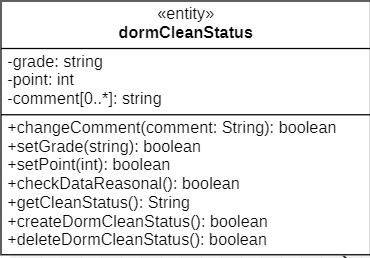 «entity»
dormCleanStatus
-grade: string
-point: int
-comment[0..*]: string
+changeComment(comment: String): boolean
+setGrade(string): boolean
+setPoint(int): boolean
+checkDataReasonal(): boolean
+getCleanStatus(): String
+createDormCleanStatus(): boolean
+deleteDormCleanStatus(): boolean